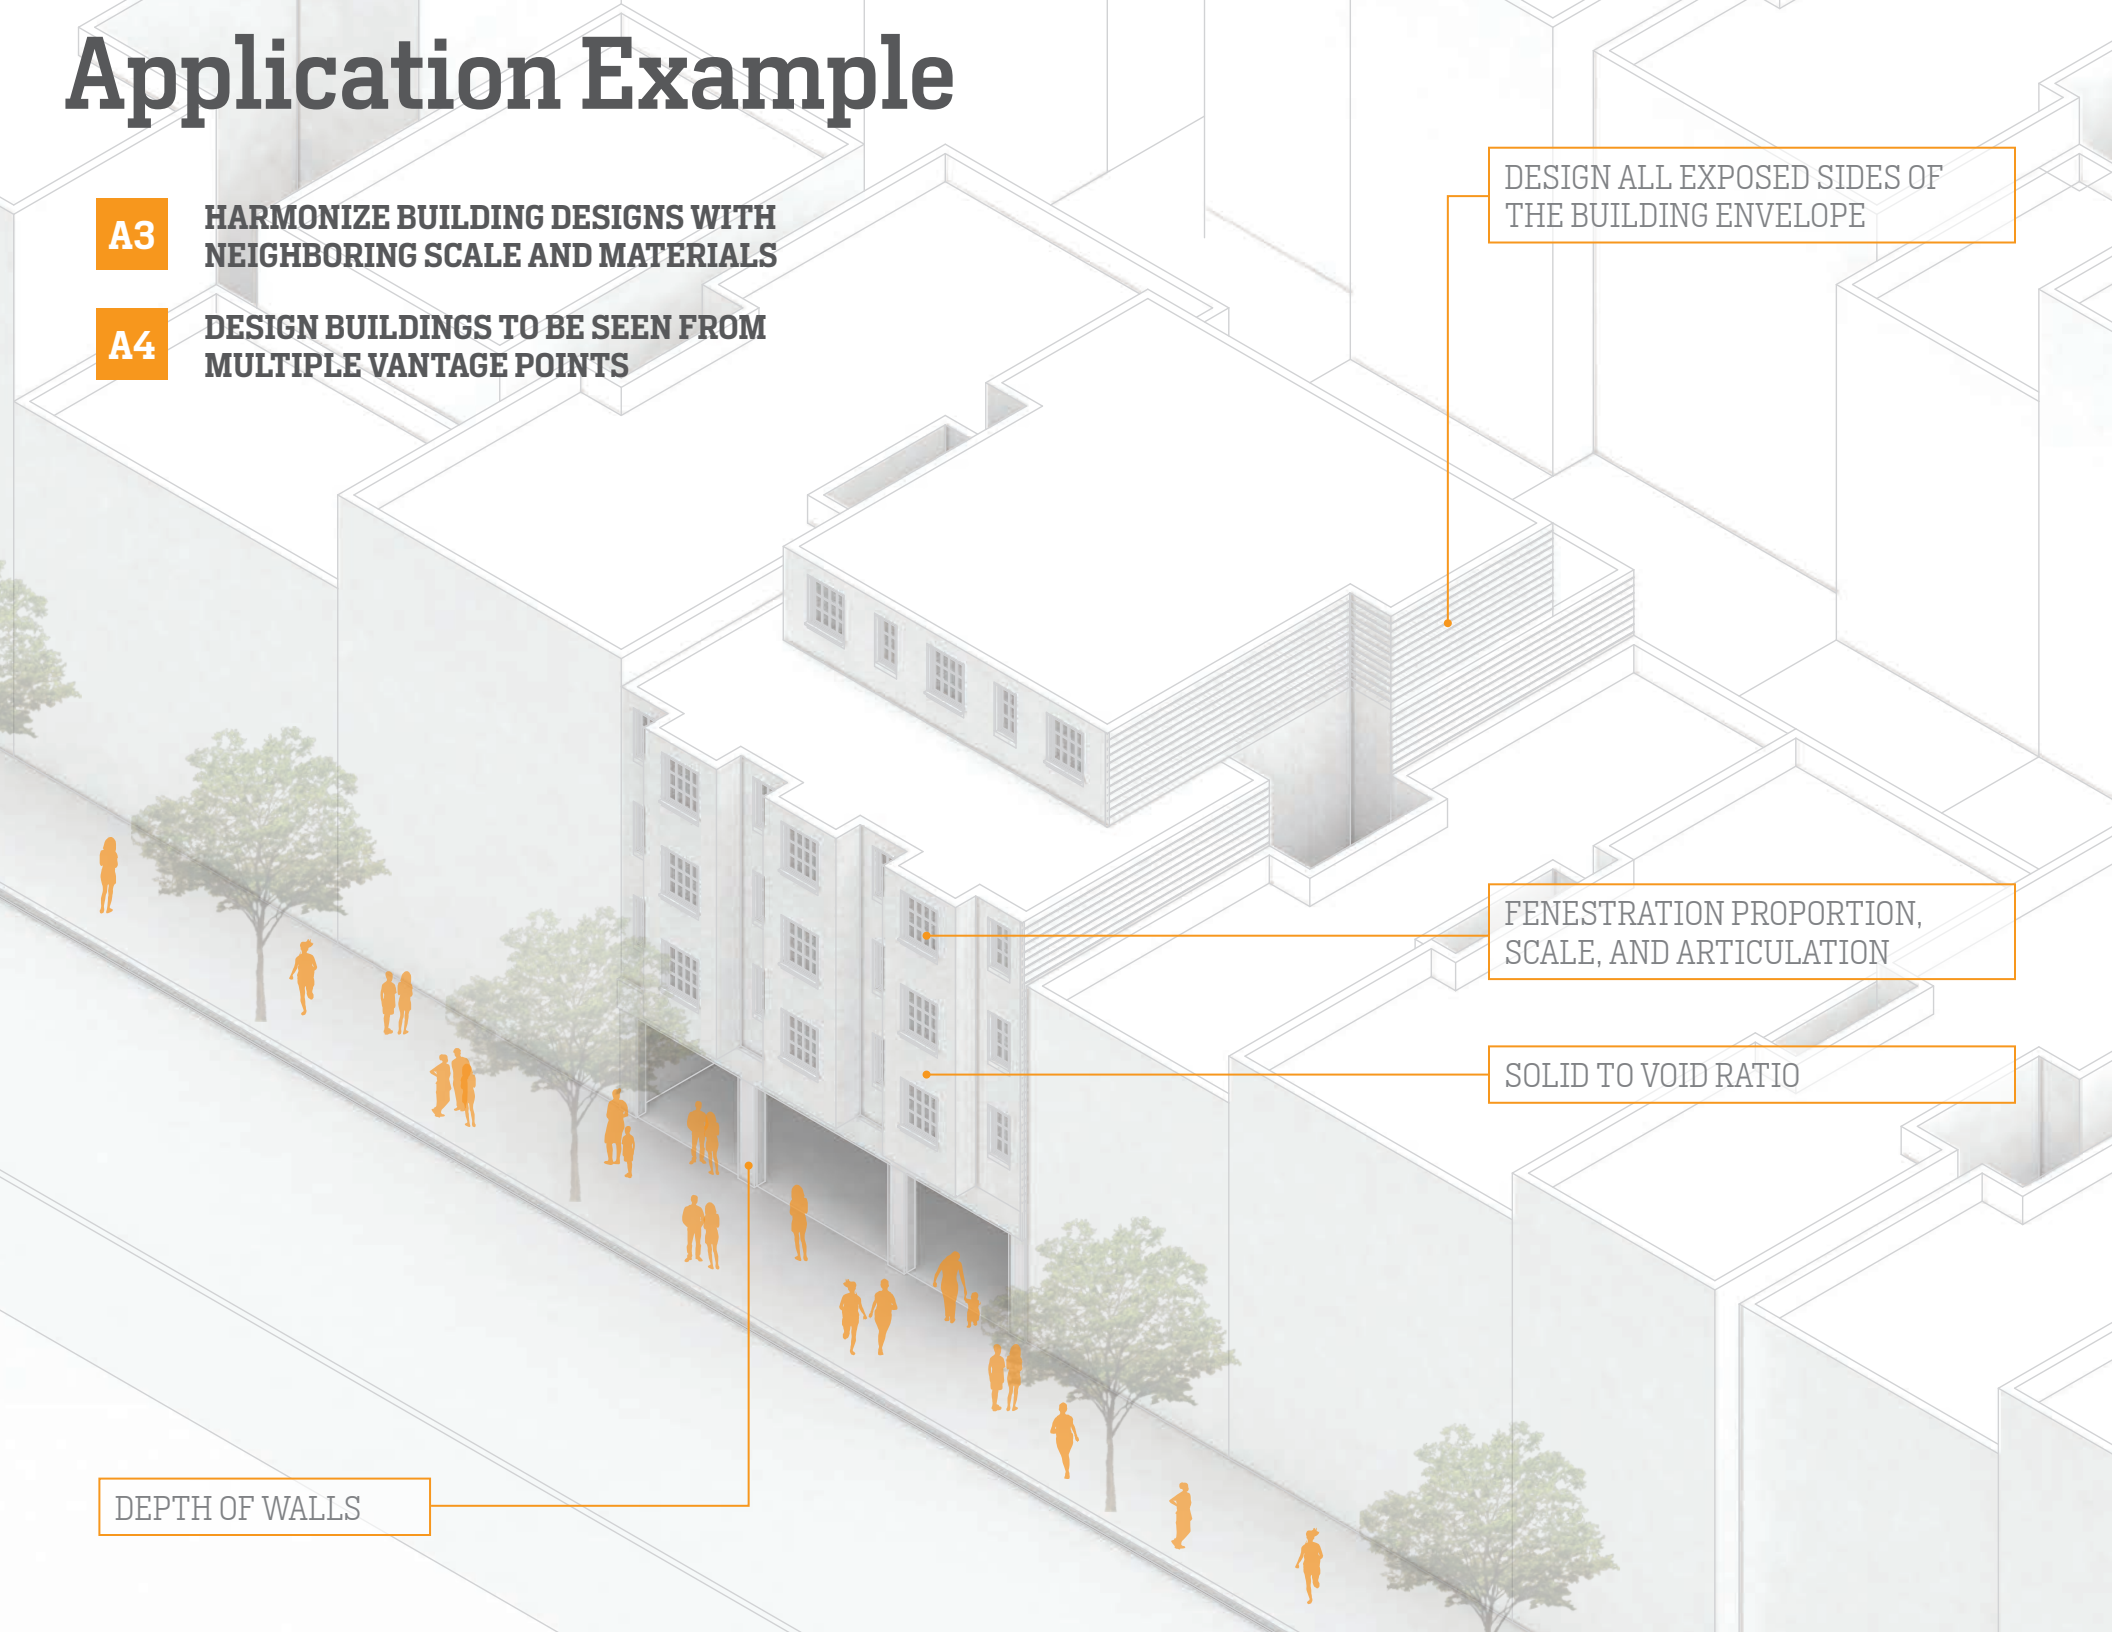 Application Example
A3
HARMONIZE BUILDING DESIGNS WITH
NEIGHBORING SCALE AND MATERIALS
A4
DESIGN BUILDINGS TO BE SEEN FROM
MULTIPLE VANTAGE POINTS
DESIGN ALL EXPOSED SIDES OF
THE BUILDING ENVELOPE
FENESTRATION PROPORTION,
SCALE, AND ARTICULATION
SOLID TO VOID RATIO
DEPTH OF WALLS